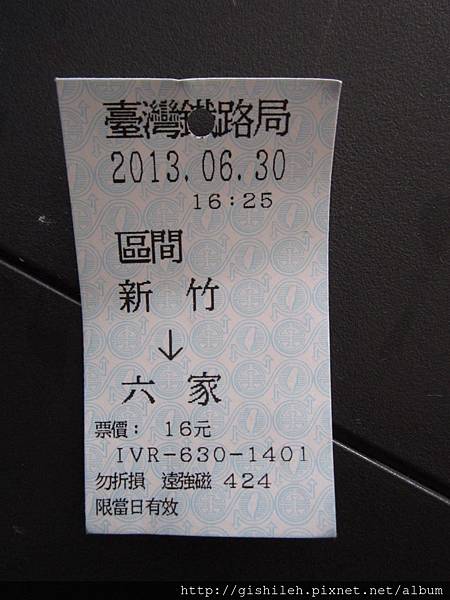 臺灣鐵路局
2013.06.30
16:25
區間
新竹
↓
六家
票價： 16元
IVR-630-1401
勿折損 遠強磁 424
限當日有效
http://gishileh.pixnet.net/album